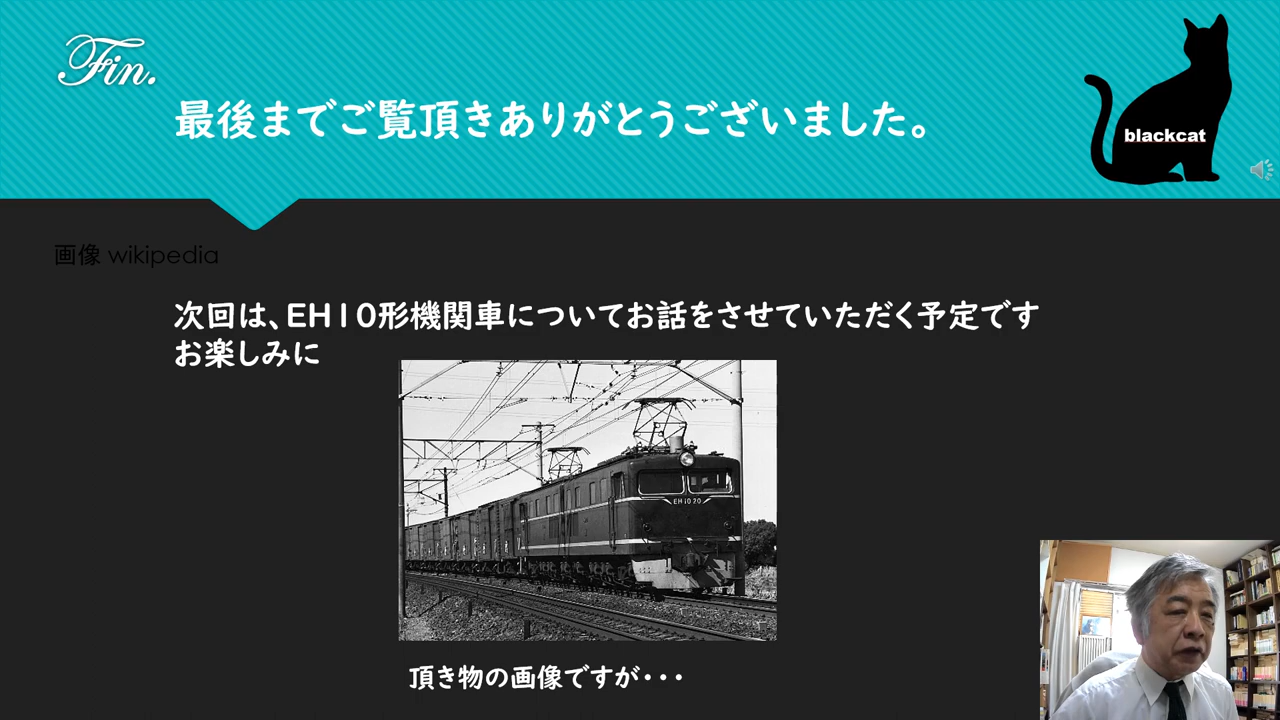 Fin.
最後までご覧頂きありがとうございました。
blackcat
画像 wikipedia
次回は、EH10形機関車についてお話をさせていただく予定です
お楽しみに
EH10 20
頂き物の画像ですが・・・